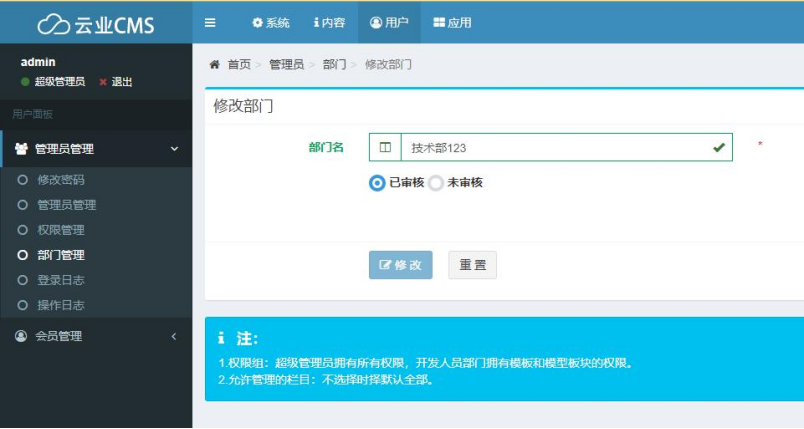 云业CMS
系统 内容 用户 应用
admin
超级管理员 退出
首页 > 管理员 > 部门 > 修改部门
用户面板
修改部门
管理员管理
部门名 技术部123 *
修改密码
已审核 未审核
管理员管理
权限管理
部门管理
修改 重置
登录日志
操作日志
会员管理
注：
1.权限组：超级管理员拥有所有权限，开发人员部门拥有模板和模型板块的权限。
2.允许管理的栏目：不选择时择默认全部。